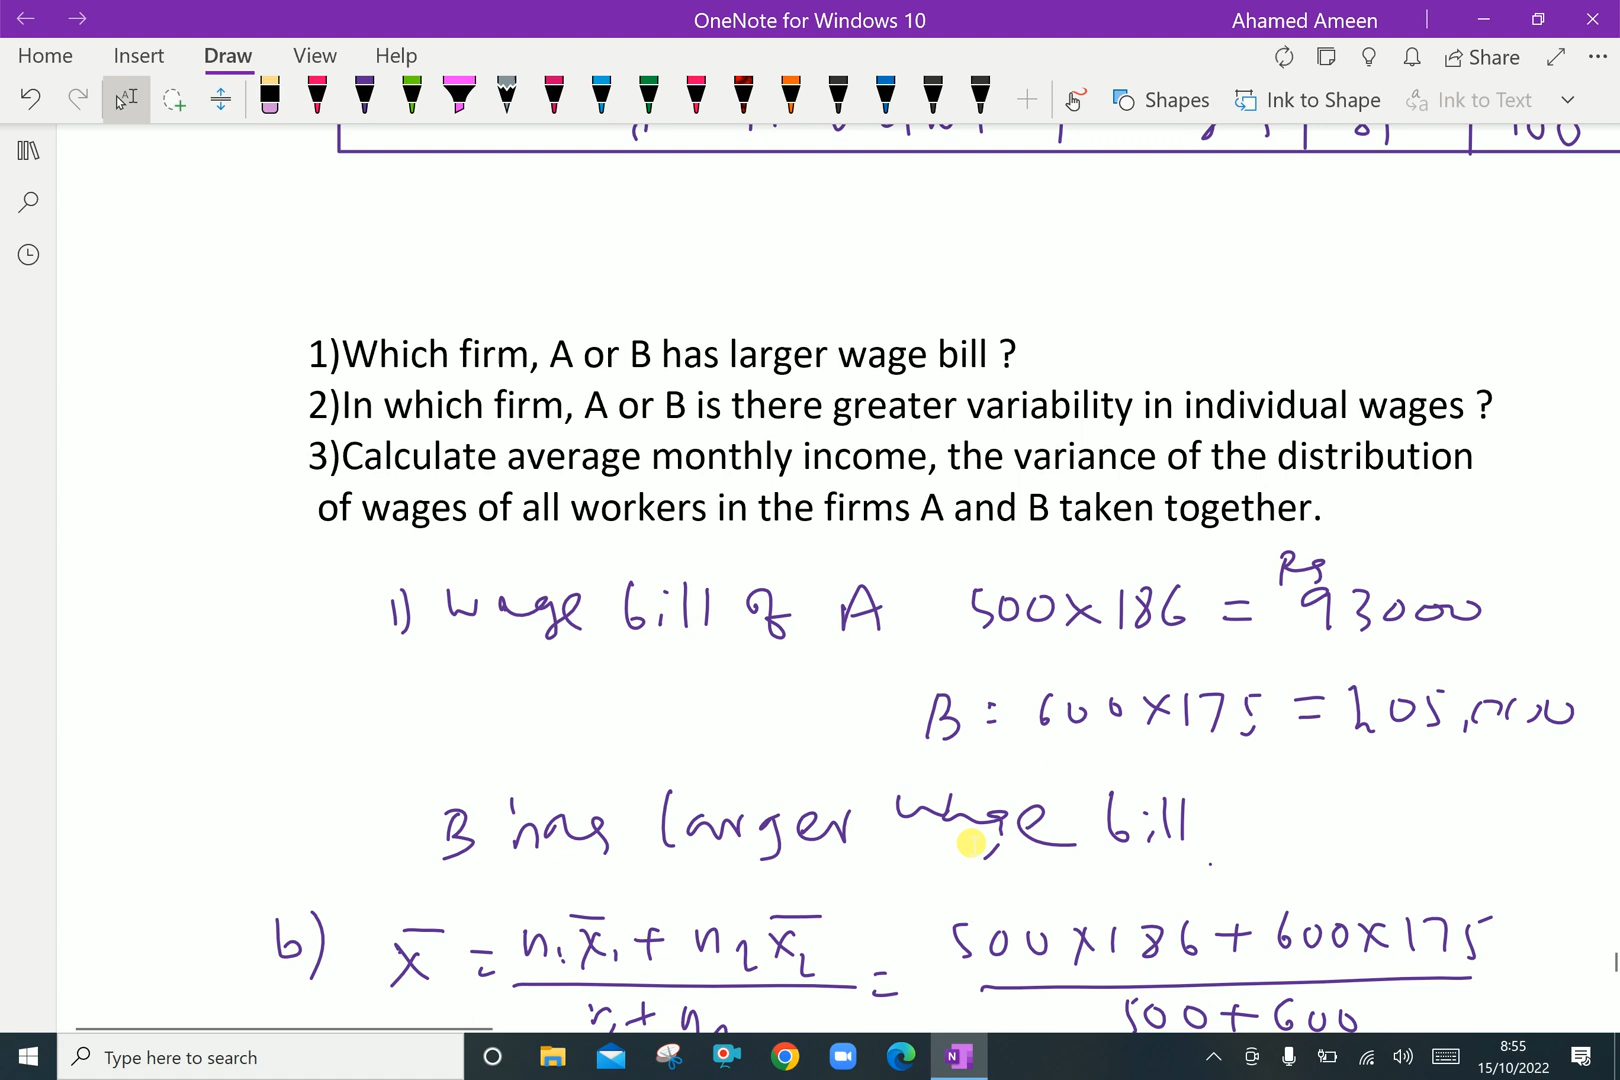 OneNote for Windows 10
Ahamed Ameen
Home Insert Draw View Help
Share
Shapes Ink to Shape Ink to Text
81 100
1)Which firm, A or B has larger wage bill ?
2)In which firm, A or B is there greater variability in individual wages ?
3)Calculate average monthly income, the variance of the distribution
of wages of all workers in the firms A and B taken together.
Rs
1) wage bill of A 500×186 = 93000
B = 600×175 = 105,000
B has larger wage bill.
b) x̅ = n₁x̅₁ + n₂x̅₂ = 500×186 + 600×175
n₁ + n₂ 500+600
Type here to search
8:55
15/10/2022